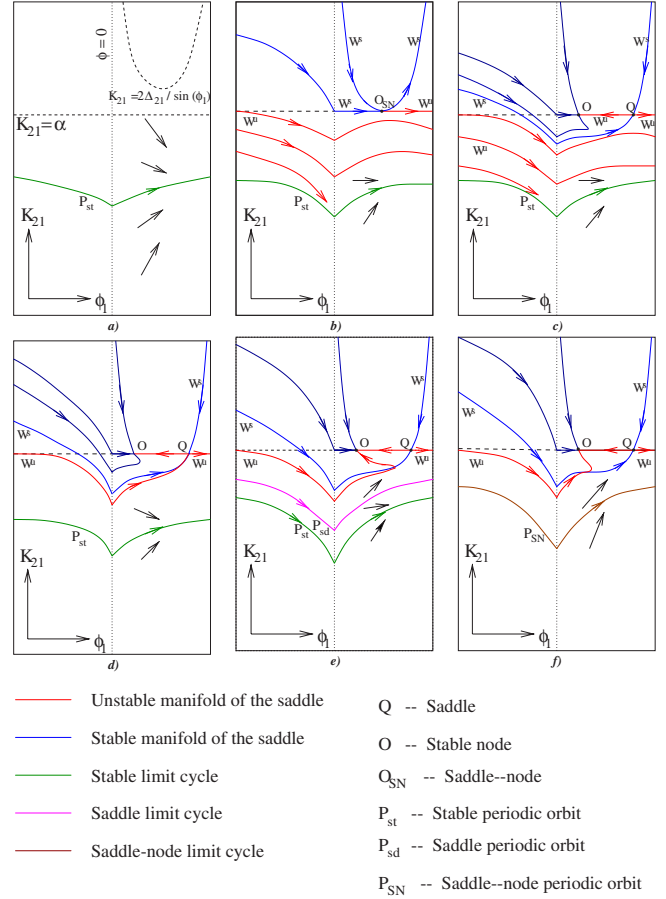 ϕ = 0
K21 = 2Δ21 / sin (ϕ1)
K21 = α
Pst
K21
ϕ1
a)
Ws
Ws
OSN
Wu
Wu
Pst
K21
ϕ1
b)
Ws
Ws
O
Q
Wu
Wu
Wu
Pst
K21
ϕ1
c)
Ws
Ws
O
Q
Wu
Wu
Pst
K21
ϕ1
d)
Ws
Ws
O
Q
Wu
Wu
Pst
Psd
K21
ϕ1
e)
Ws
Ws
O
Q
Wu
Wu
PSN
K21
ϕ1
f)
Unstable manifold of the saddle
Stable manifold of the saddle
Stable limit cycle
Saddle limit cycle
Saddle-node limit cycle
Q -- Saddle
O -- Stable node
OSN -- Saddle--node
Pst -- Stable periodic orbit
Psd -- Saddle periodic orbit
PSN -- Saddle--node periodic orbit